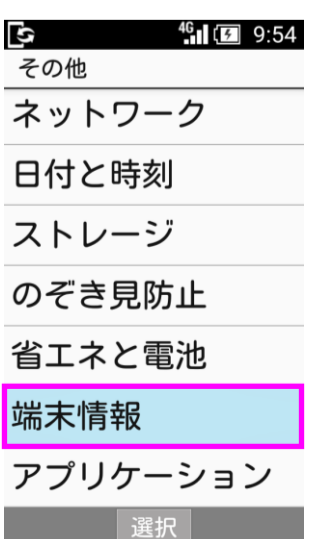 4G 9:54
その他
ネットワーク
日付と時刻
ストレージ
のぞき見防止
省エネと電池
端末情報
アプリケーション
選択